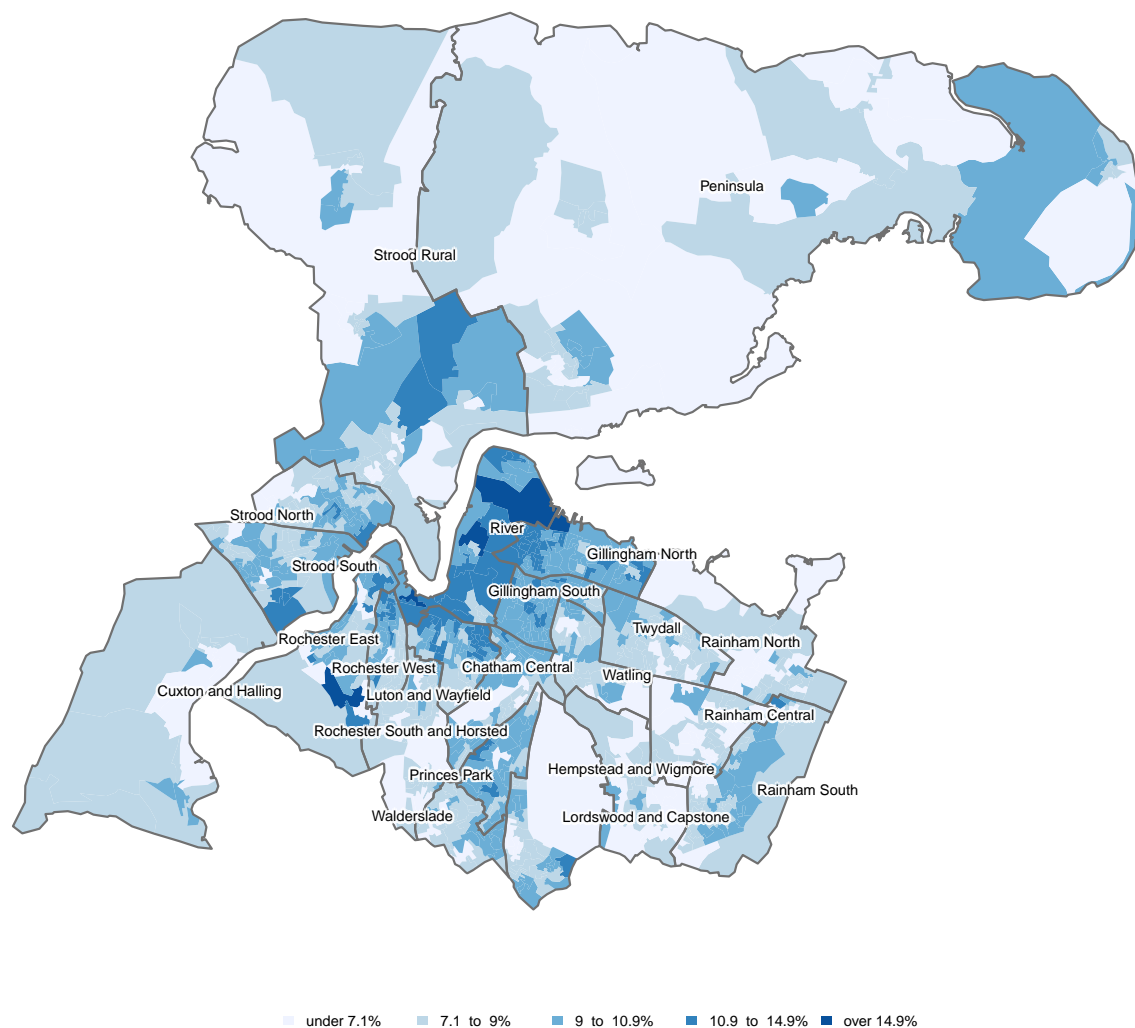 Peninsula
Strood Rural
Strood North
River
Gillingham North
Strood South
Gillingham South
Twydall
Rochester East
Rainham North
Rochester West
Chatham Central
Watling
Cuxton and Halling
Luton and Wayfield
Rainham Central
Rochester South and Horsted
Hempstead and Wigmore
Princes Park
Rainham South
Walderslade
Lordswood and Capstone
under 7.1% 7.1 to 9% 9 to 10.9% 10.9 to 14.9% over 14.9%